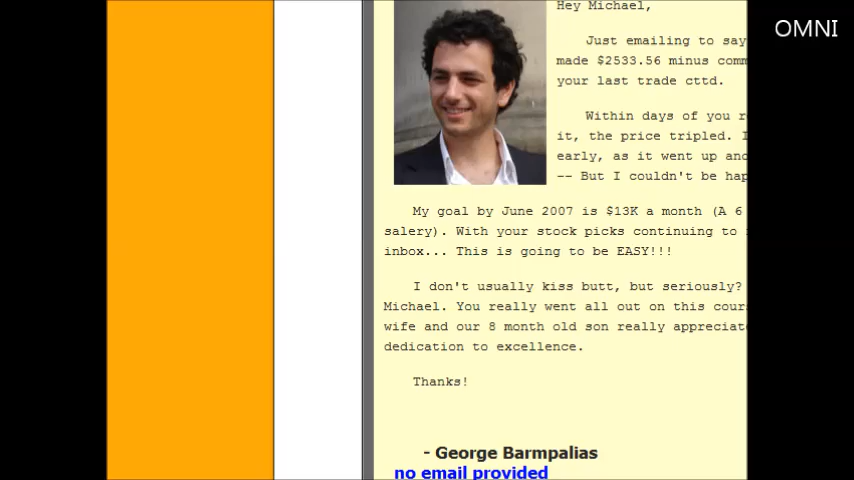 OMNI
Hey Michael,
Just emailing to say
made $2533.56 minus comm
your last trade cttd.
Within days of you r
it, the price tripled. I
early, as it went up and
-- But I couldn't be hap
My goal by June 2007 is $13K a month (A 6
salery). With your stock picks continuing to
inbox... This is going to be EASY!!!
I don't usually kiss butt, but seriously?
Michael. You really went all out on this cour
wife and our 8 month old son really appreciat
dedication to excellence.
Thanks!
- George Barmpalias
no email provided